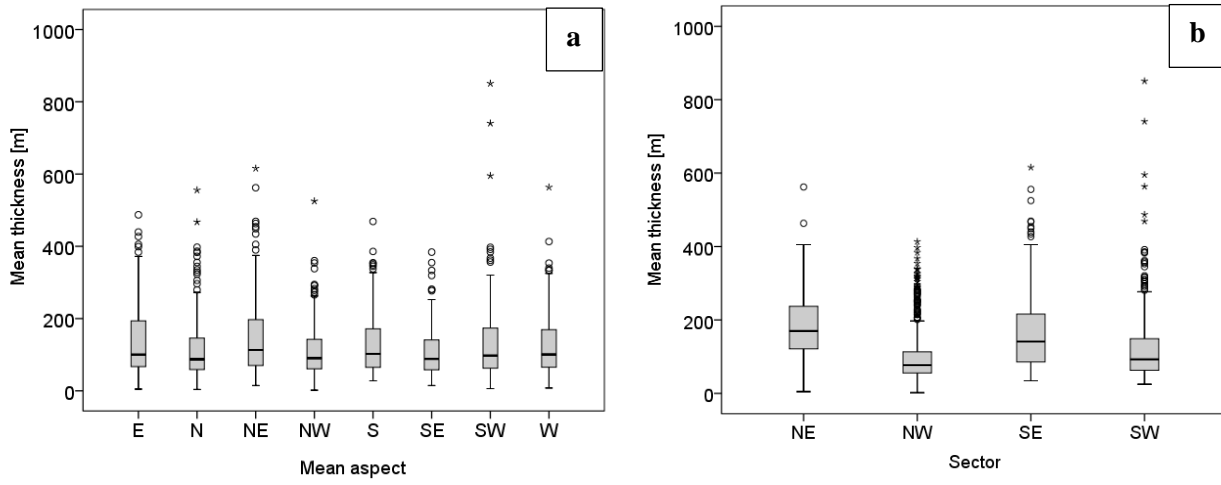 a
1000
800
600
400
200
0
Mean thickness [m]
E N NE NW S SE SW W
Mean aspect
b
1000
800
600
400
200
0
Mean thickness [m]
NE NW SE SW
Sector